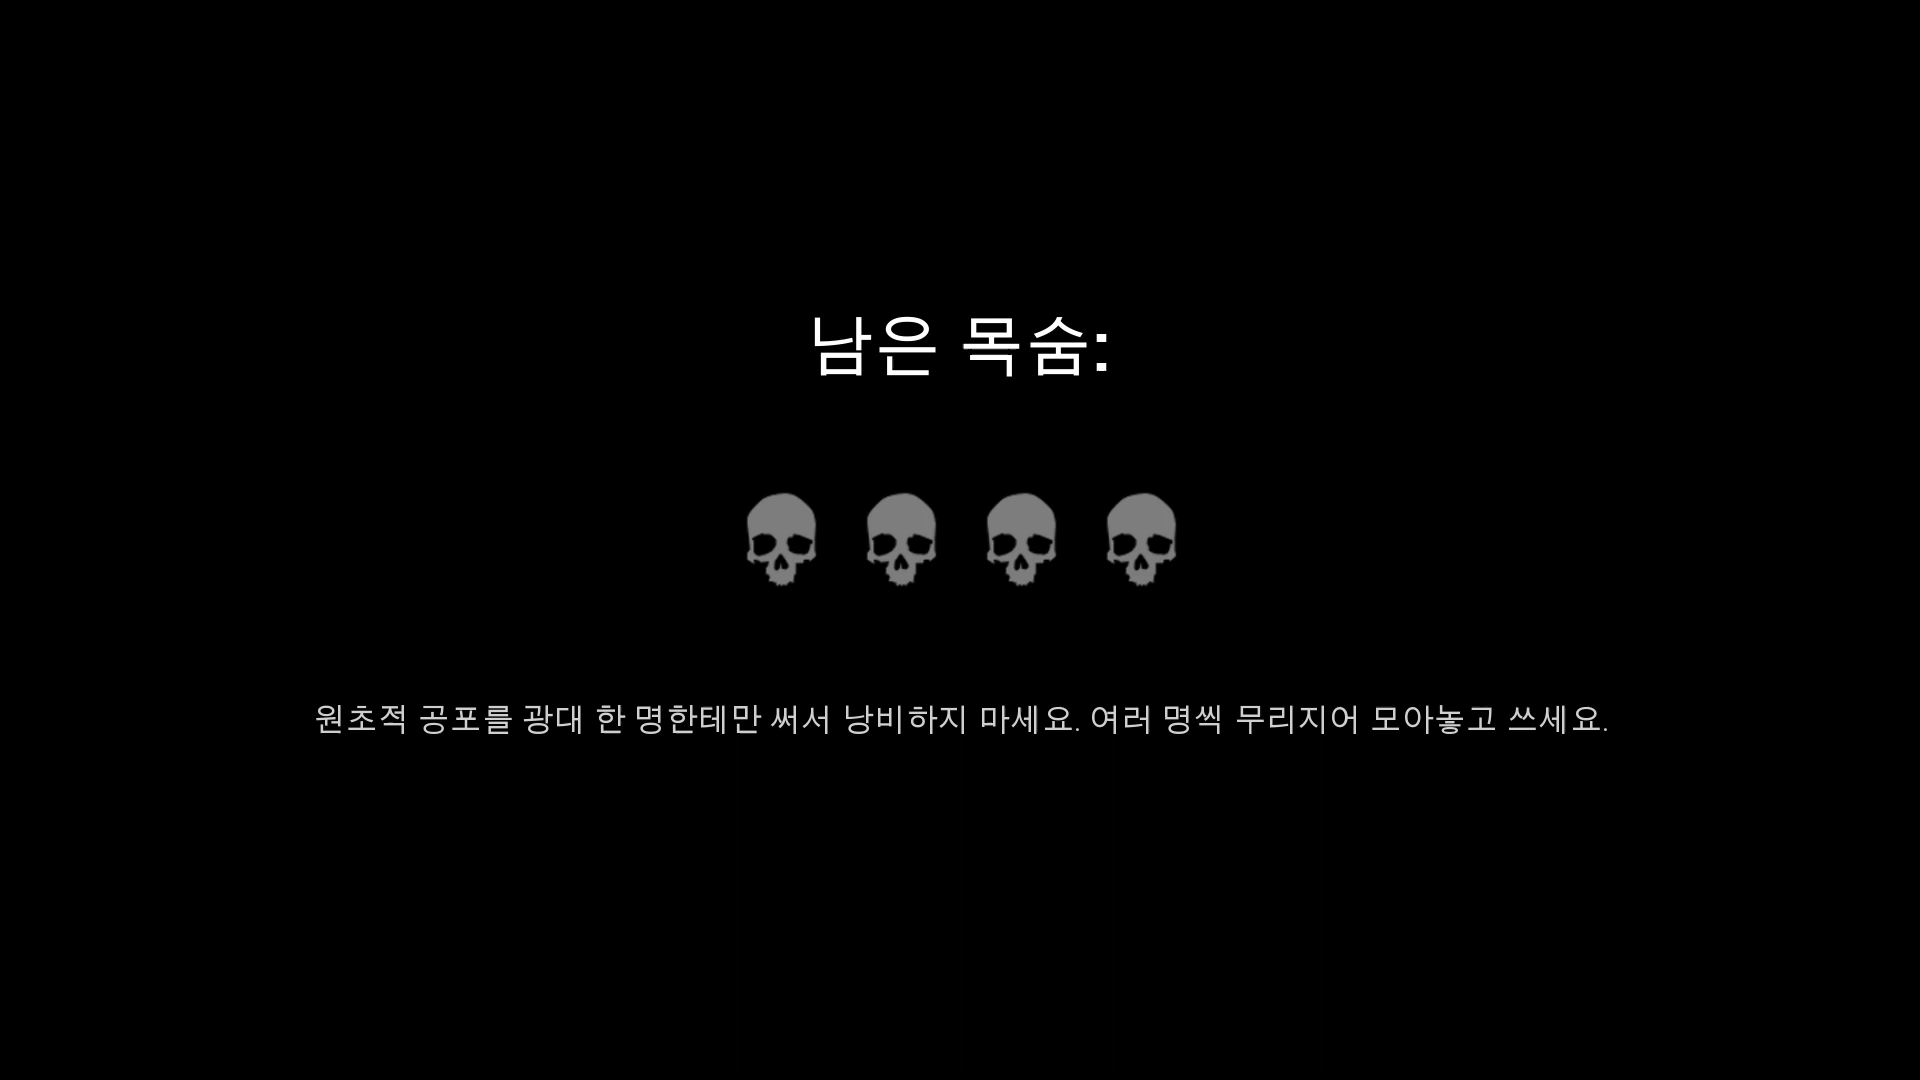 남은 목숨:
원초적 공포를 광대 한 명한테만 써서 낭비하지 마세요. 여러 명씩 무리지어 모아놓고 쓰세요.